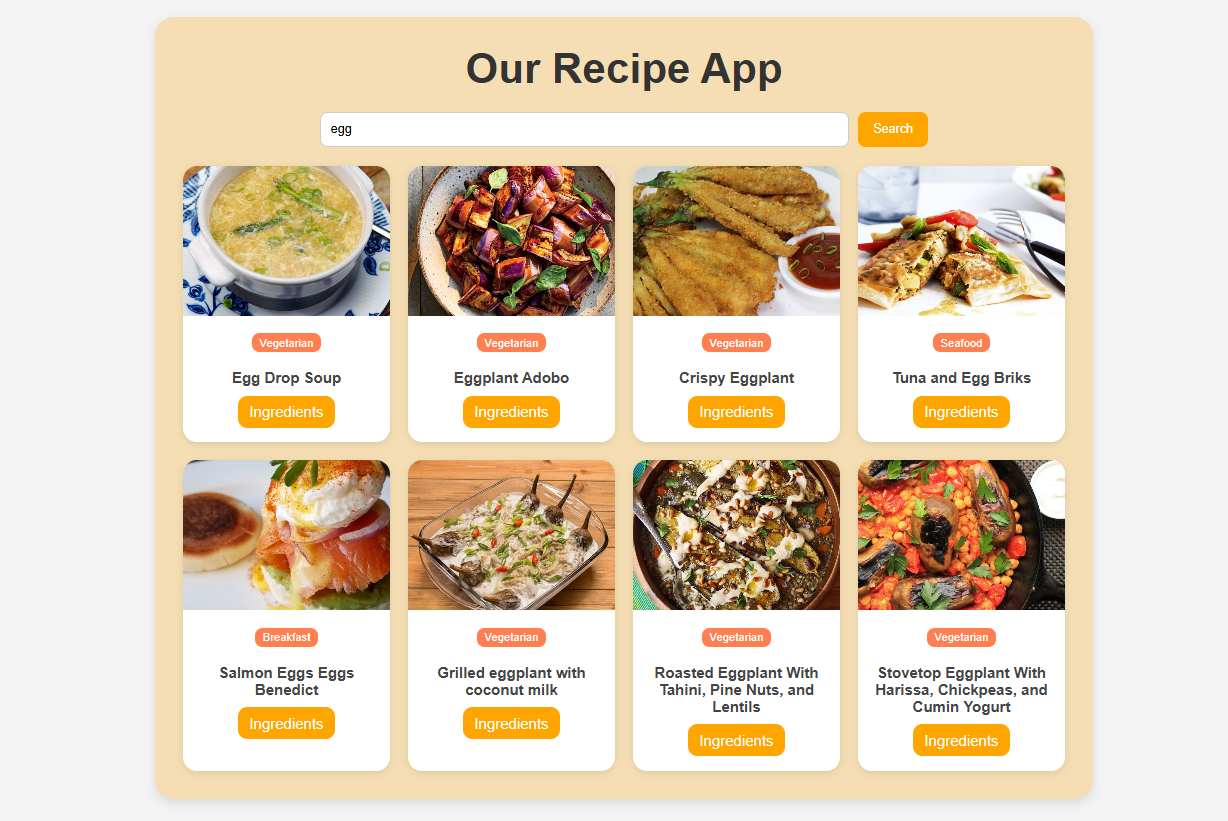 Our Recipe App
egg
Search
Vegetarian
Egg Drop Soup
Ingredients
Vegetarian
Eggplant Adobo
Ingredients
Vegetarian
Crispy Eggplant
Ingredients
Seafood
Tuna and Egg Briks
Ingredients
Breakfast
Salmon Eggs Eggs
Benedict
Ingredients
Vegetarian
Grilled eggplant with
coconut milk
Ingredients
Vegetarian
Roasted Eggplant With
Tahini, Pine Nuts, and
Lentils
Ingredients
Vegetarian
Stovetop Eggplant With
Harissa, Chickpeas, and
Cumin Yogurt
Ingredients